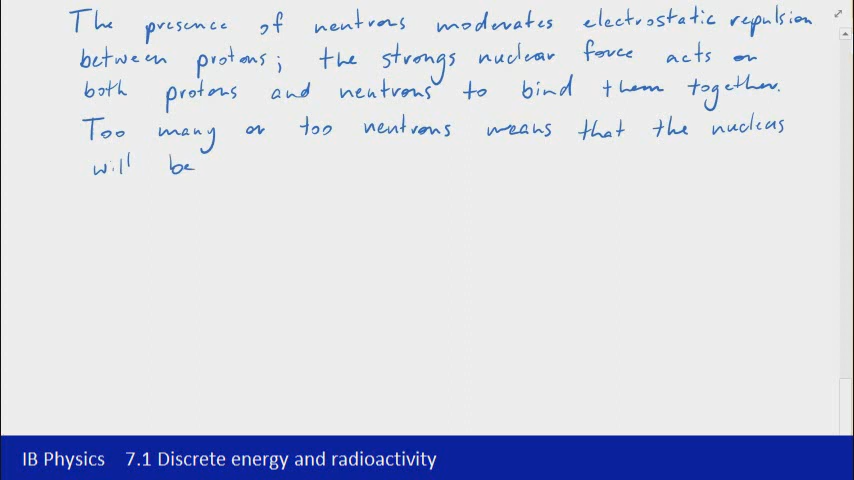 The presence of neutrons moderates electrostatic repulsion
between protons; the strongs nuclear force acts on
both protons and neutrons to bind them together.
Too many or too neutrons means that the nucleus
will be
IB Physics 7.1 Discrete energy and radioactivity